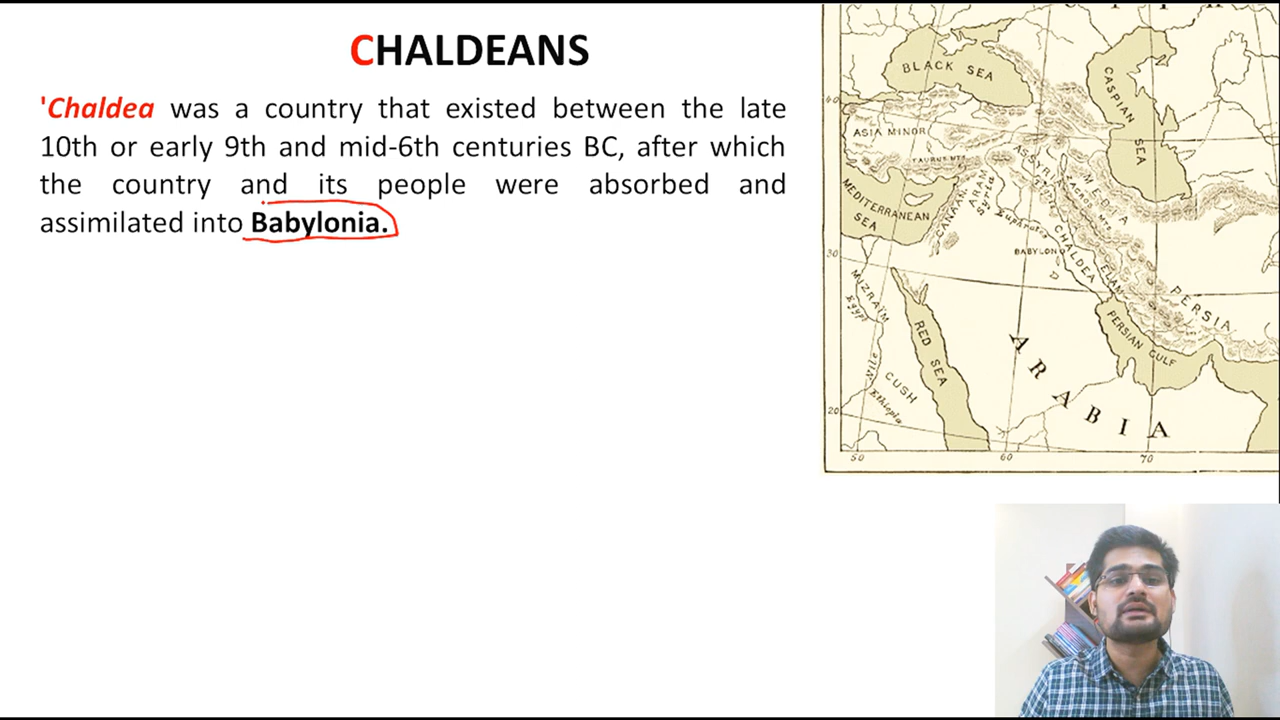 CHALDEANS
'Chaldea was a country that existed between the late
10th or early 9th and mid-6th centuries BC, after which
the country and its people were absorbed and
assimilated into Babylonia.
BLACK SEA
CASPIAN SEA
40
ASIA MINOR
TAURUS MTS
ASSYRIA
MEDIA
ZAGROS MTS
MEDITERRANEAN
SEA
CANAAN
ARAM
Syria
Euphrates
30
BABYLON
CHALDEA
ELAM
PERSIA
MIZRAIM
Egypt
PERSIAN GULF
RED SEA
ARABIA
Nile
CUSH
Ethiopia
20
50
60
70